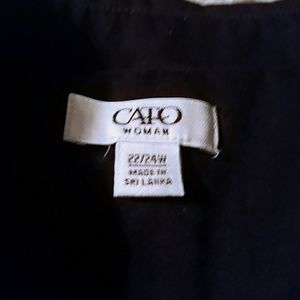 CATO
WOMAN
22/24W
MADE IN
SRI LANKA